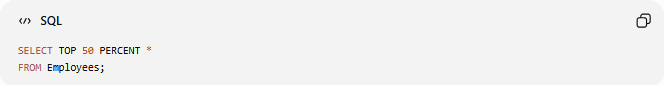 SQL
SELECT TOP 50 PERCENT *
FROM Employees;